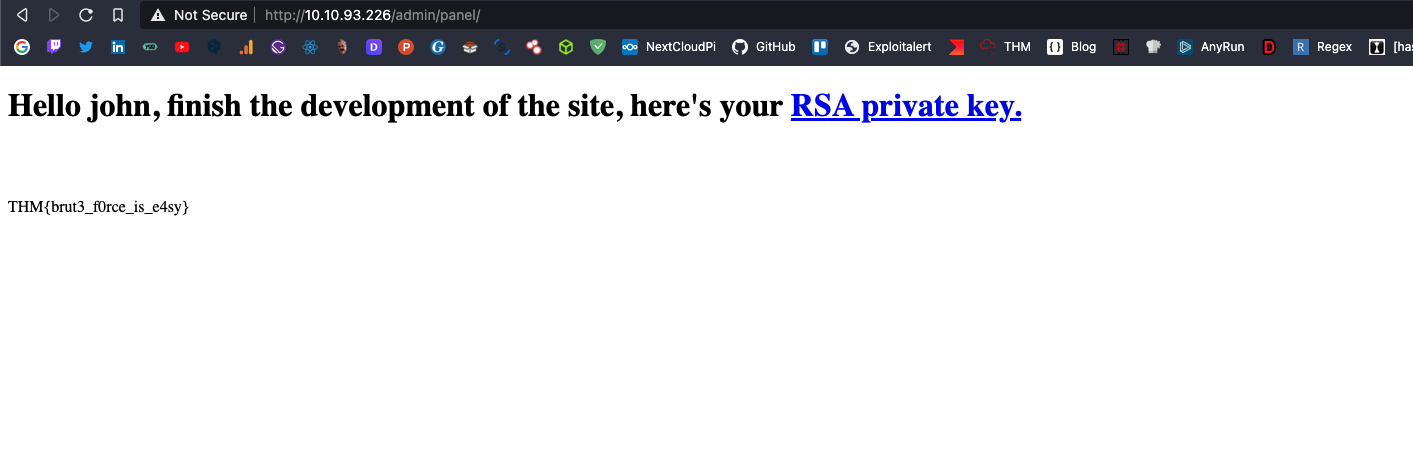 Not Secure http://10.10.93.226/admin/panel/
NextCloudPi GitHub Exploitalert THM Blog AnyRun Regex [has
Hello john, finish the development of the site, here's your RSA private key.
THM{brut3_f0rce_is_e4sy}